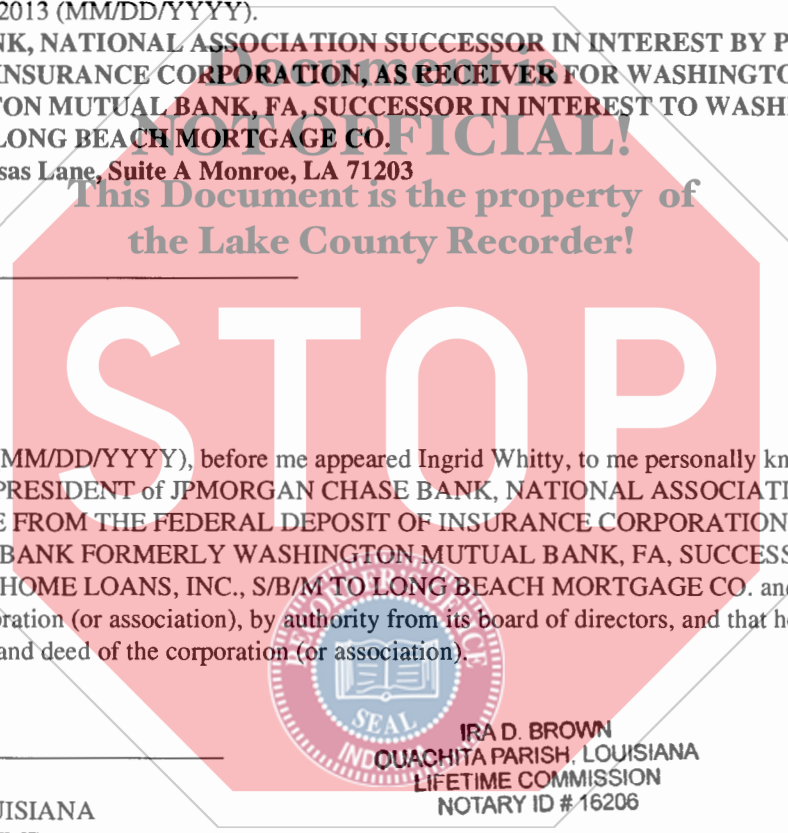 2013 (MM/DD/YYYY).
NK, NATIONAL ASSOCIATION SUCCESSOR IN INTEREST BY P
INSURANCE CORPORATION, AS RECEIVER FOR WASHINGTO
TON MUTUAL BANK, FA, SUCCESSOR IN INTEREST TO WASHI
LONG BEACH MORTGAGE CO.
sas Lane, Suite A Monroe, LA 71203
Document is
NOT OFFICIAL!
This Document is the property of
the Lake County Recorder!
STOP
MM/DD/YYYY), before me appeared Ingrid Whitty, to me personally kn
PRESIDENT of JPMORGAN CHASE BANK, NATIONAL ASSOCIATI
E FROM THE FEDERAL DEPOSIT OF INSURANCE CORPORATION
BANK FORMERLY WASHINGTON MUTUAL BANK, FA, SUCCESS
HOME LOANS, INC., S/B/M TO LONG BEACH MORTGAGE CO. and
oration (or association), by authority from its board of directors, and that he
and deed of the corporation (or association).
RECORDER'S OFFICE
SEAL
IRA D. BROWN
OUACHITA PARISH, LOUISIANA
LIFETIME COMMISSION
NOTARY ID # 16206
UISIANA